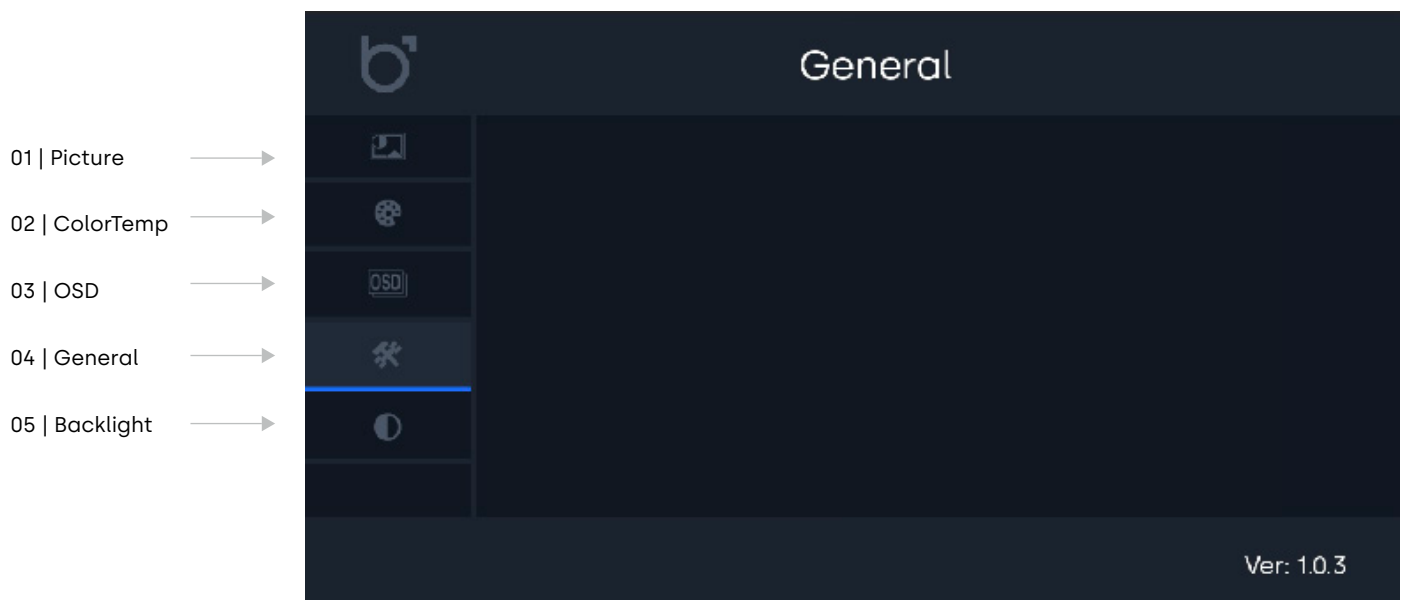 General
01 | Picture
02 | ColorTemp
03 | OSD
OSD
04 | General
05 | Backlight
Ver: 1.0.3